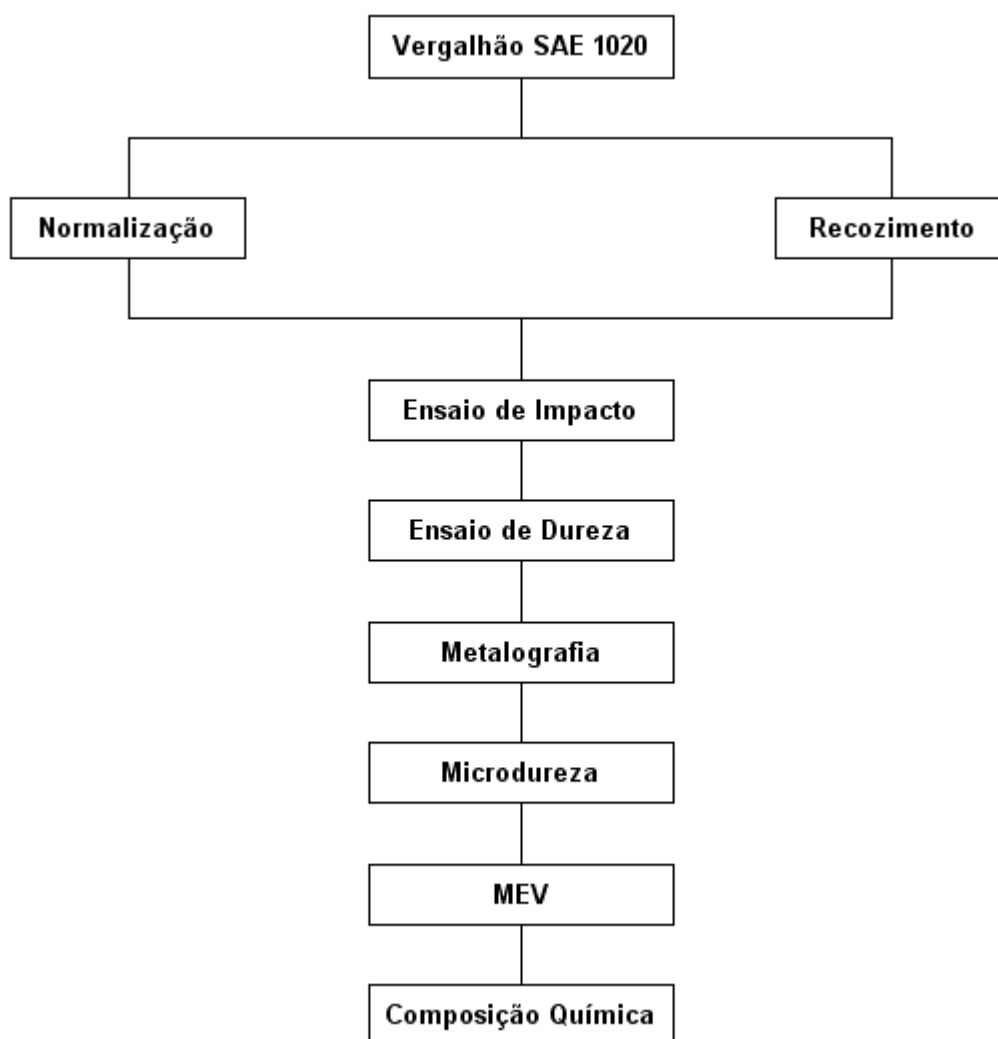 Vergalhão SAE 1020
Normalização
Recozimento
Ensaio de Impacto
Ensaio de Dureza
Metalografia
Microdureza
MEV
Composição Química